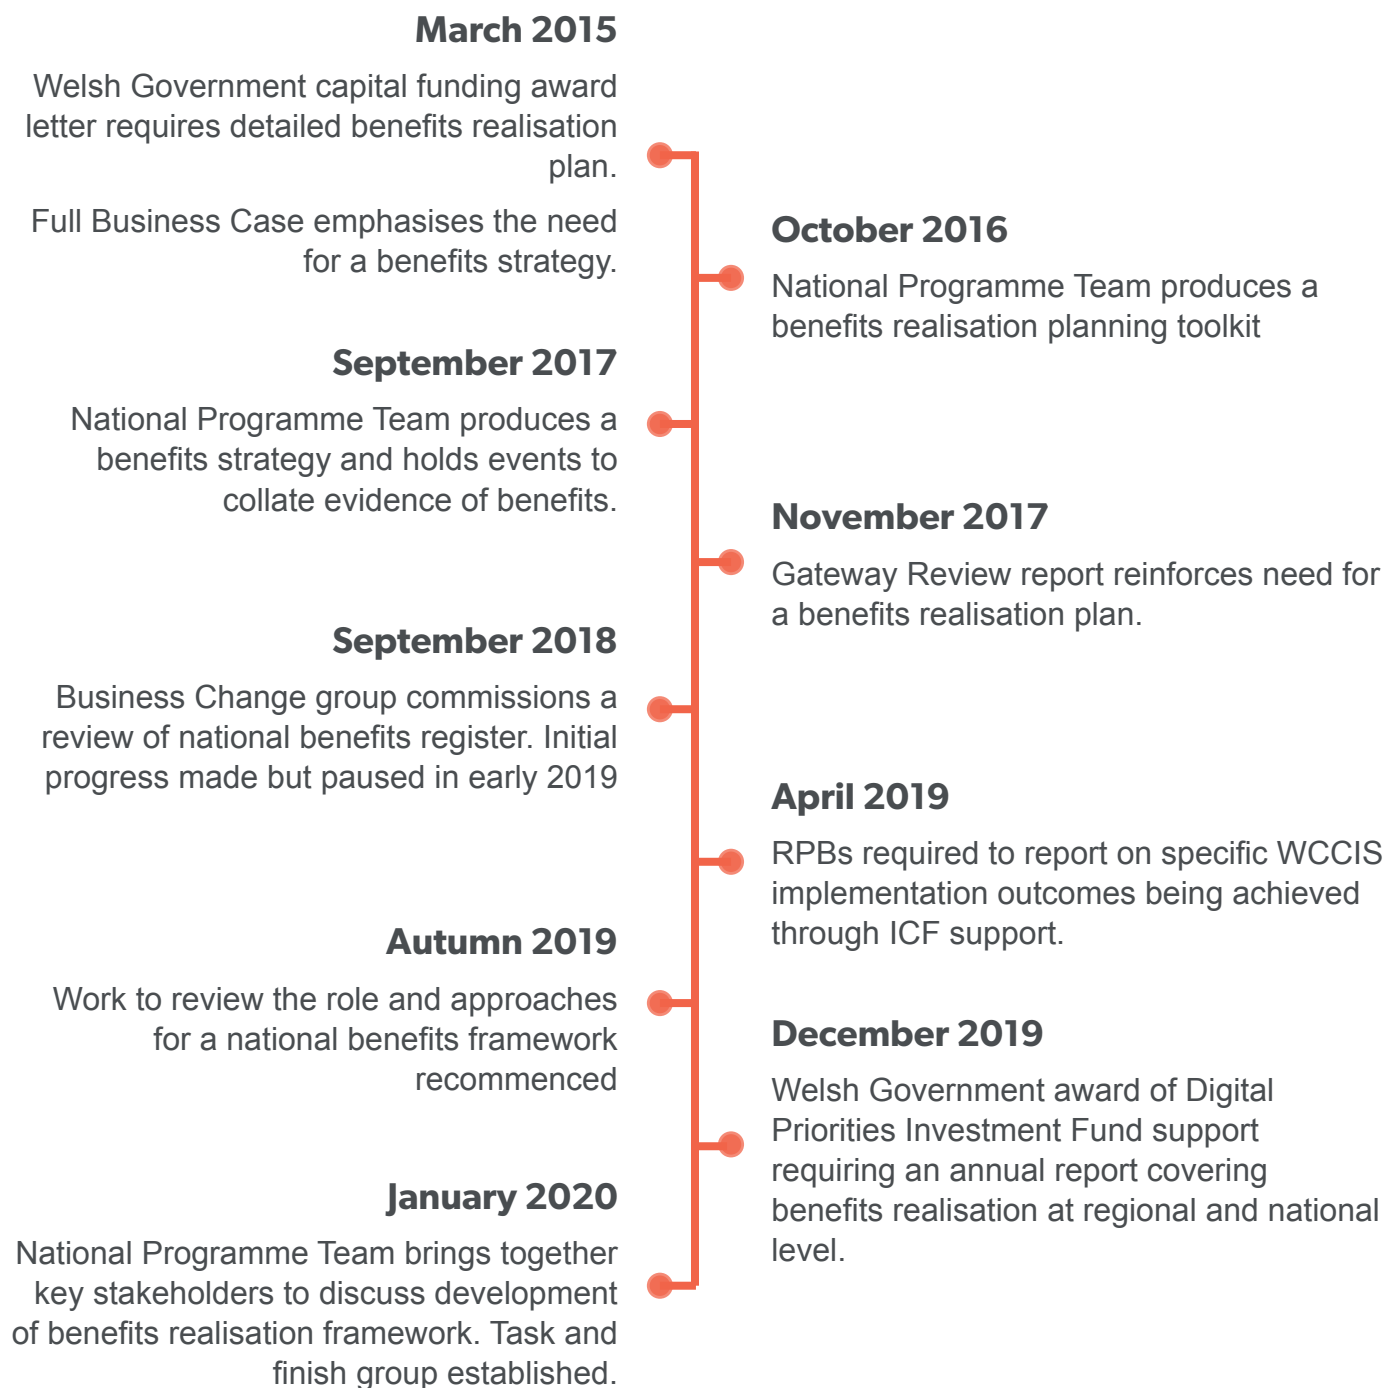 March 2015
Welsh Government capital funding award
letter requires detailed benefits realisation
plan.
Full Business Case emphasises the need
for a benefits strategy.
October 2016
National Programme Team produces a
benefits realisation planning toolkit
September 2017
National Programme Team produces a
benefits strategy and holds events to
collate evidence of benefits.
November 2017
Gateway Review report reinforces need for
a benefits realisation plan.
September 2018
Business Change group commissions a
review of national benefits register. Initial
progress made but paused in early 2019
April 2019
RPBs required to report on specific WCCIS
implementation outcomes being achieved
through ICF support.
Autumn 2019
Work to review the role and approaches
for a national benefits framework
recommenced
December 2019
Welsh Government award of Digital
Priorities Investment Fund support
requiring an annual report covering
benefits realisation at regional and national
level.
January 2020
National Programme Team brings together
key stakeholders to discuss development
of benefits realisation framework. Task and
finish group established.